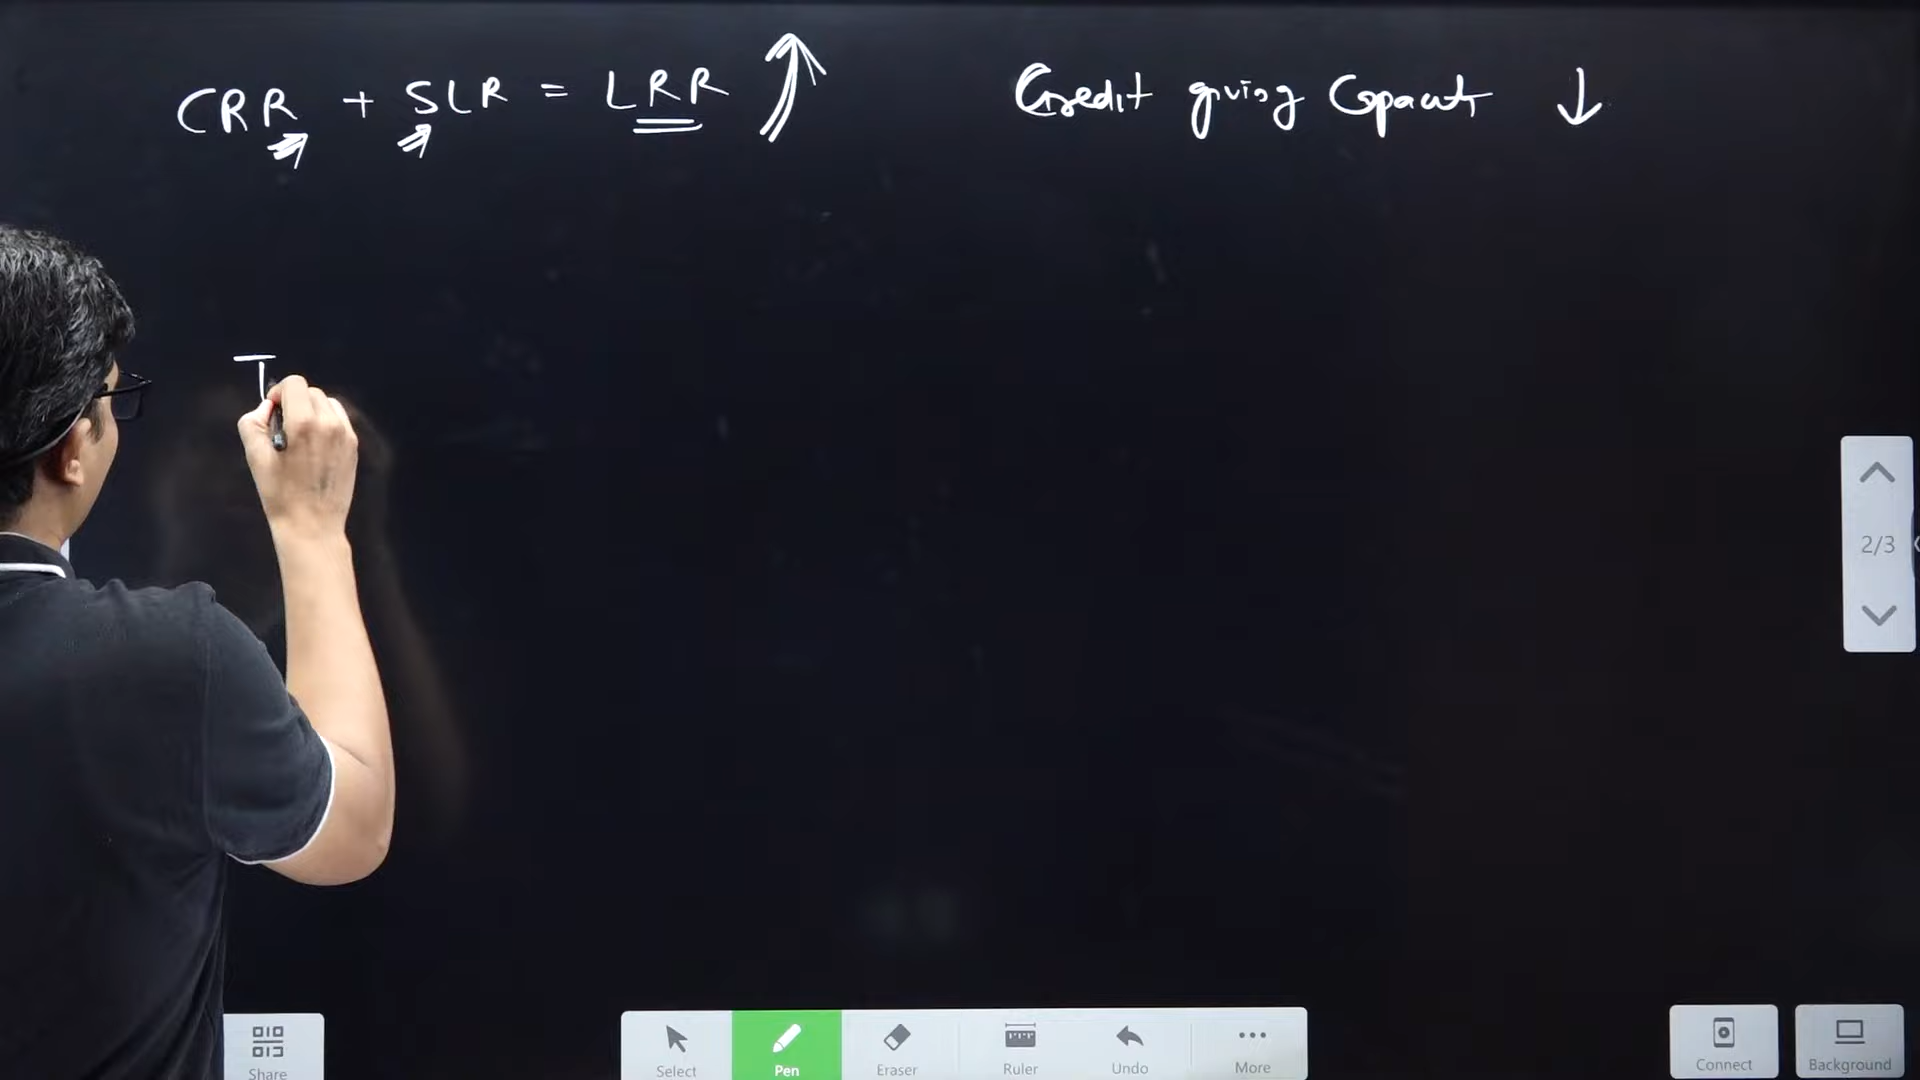 CRR + SLR = LRR ↑ Credit giving Capacity ↓
T
2/3
Share Select Pen Eraser Ruler Undo More Connect Background